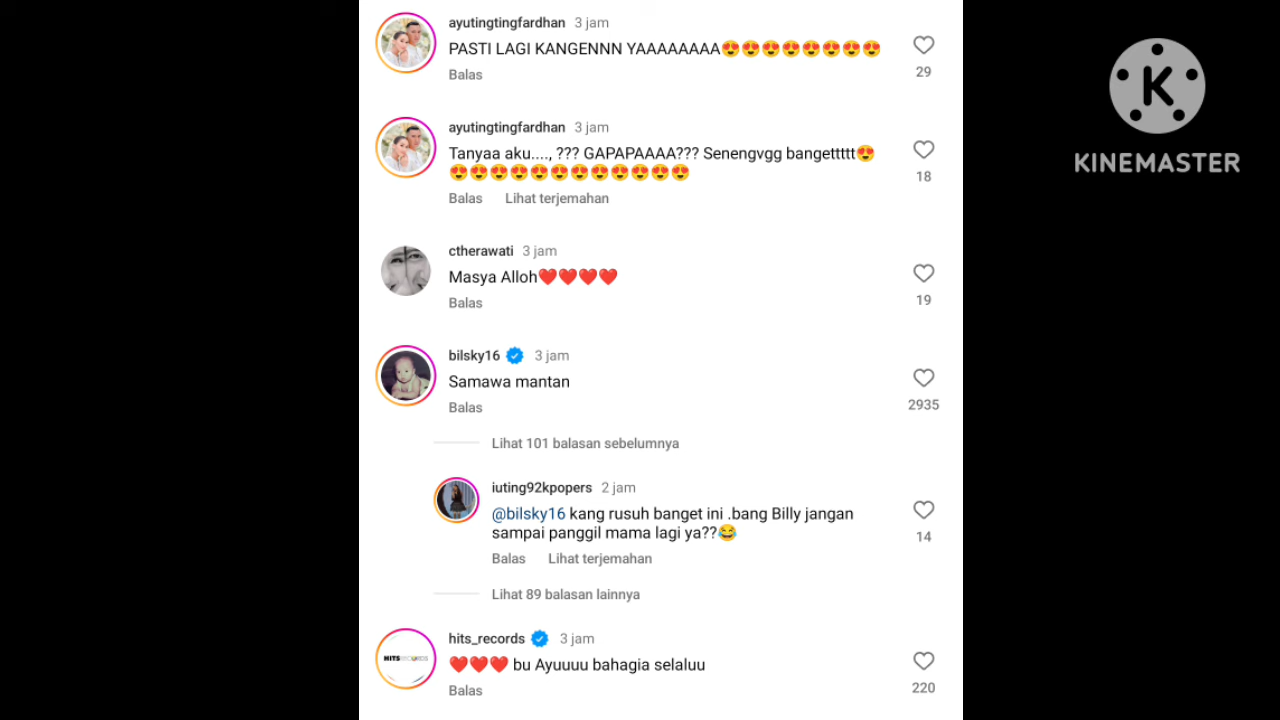 ayutingtingfardhan 3 jam
PASTI LAGI KANGENNN YAAAAAAAA😍😍😍😍😍😍😍😍
Balas
29
ayutingtingfardhan 3 jam
Tanyaa aku...., ??? GAPAPAAAA??? Senengvgg bangettttt😍
😍😍😍😍😍😍😍😍😍😍😍😍
Balas Lihat terjemahan
18
ctherawati 3 jam
Masya Alloh❤️❤️❤️❤️
Balas
19
bilsky16 3 jam
Samawa mantan
Balas
2935
Lihat 101 balasan sebelumnya
iuting92kpopers 2 jam
@bilsky16 kang rusuh banget ini .bang Billy jangan
sampai panggil mama lagi ya??😂
Balas Lihat terjemahan
14
Lihat 89 balasan lainnya
HITSRECORDS
hits_records 3 jam
❤️❤️❤️ bu Ayuuuu bahagia selaluu
Balas
220
K
KINEMASTER